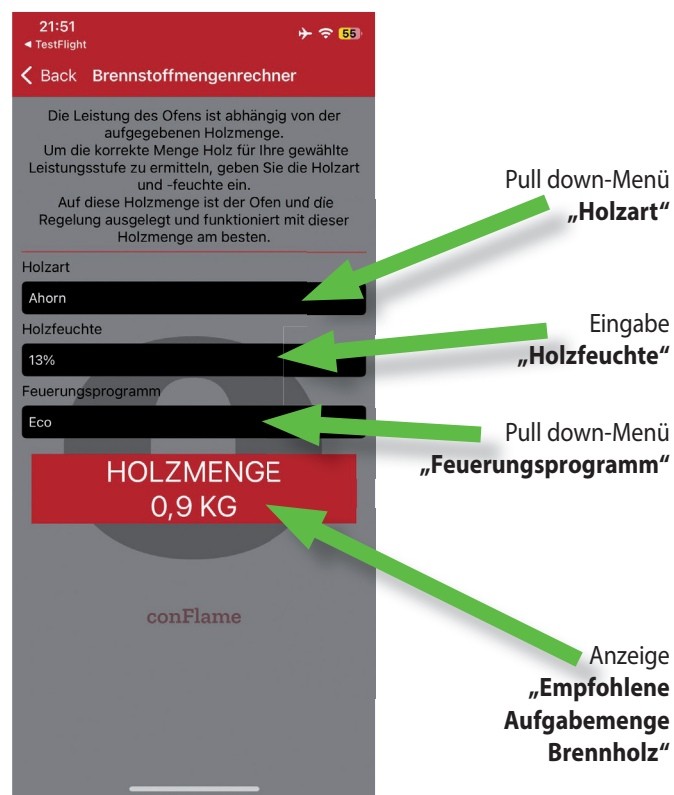 21:51
55
◄ TestFlight
Back Brennstoffmengenrechner
Die Leistung des Ofens ist abhängig von der
aufgegebenen Holzmenge.
Um die korrekte Menge Holz für Ihre gewählte
Leistungsstufe zu ermitteln, geben Sie die Holzart
und -feuchte ein.
Auf diese Holzmenge ist der Ofen und die
Regelung ausgelegt und funktioniert mit dieser
Holzmenge am besten.
Holzart
Ahorn
Holzfeuchte
13%
Feuerungsprogramm
Eco
HOLZMENGE
0,9 KG
conFlame
Pull down-Menü
„Holzart“
Eingabe
„Holzfeuchte“
Pull down-Menü
„Feuerungsprogramm“
Anzeige
„Empfohlene
Aufgabemenge
Brennholz“